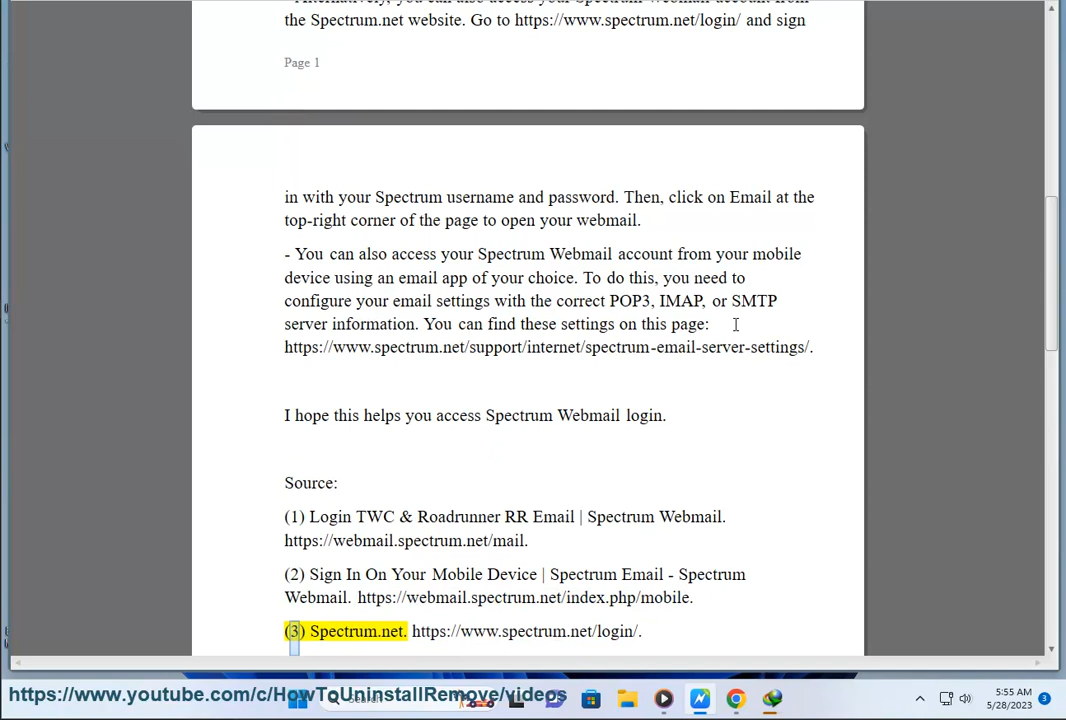 the Spectrum.net website. Go to https://www.spectrum.net/login/ and sign
Page 1
in with your Spectrum username and password. Then, click on Email at the
top-right corner of the page to open your webmail.
- You can also access your Spectrum Webmail account from your mobile
device using an email app of your choice. To do this, you need to
configure your email settings with the correct POP3, IMAP, or SMTP
server information. You can find these settings on this page:
https://www.spectrum.net/support/internet/spectrum-email-server-settings/.
I hope this helps you access Spectrum Webmail login.
Source:
(1) Login TWC & Roadrunner RR Email | Spectrum Webmail.
https://webmail.spectrum.net/mail.
(2) Sign In On Your Mobile Device | Spectrum Email - Spectrum
Webmail. https://webmail.spectrum.net/index.php/mobile.
(3) Spectrum.net. https://www.spectrum.net/login/.
https://www.youtube.com/c/HowToUninstallRemove/videos
Search
5:55 AM
5/28/2023
3